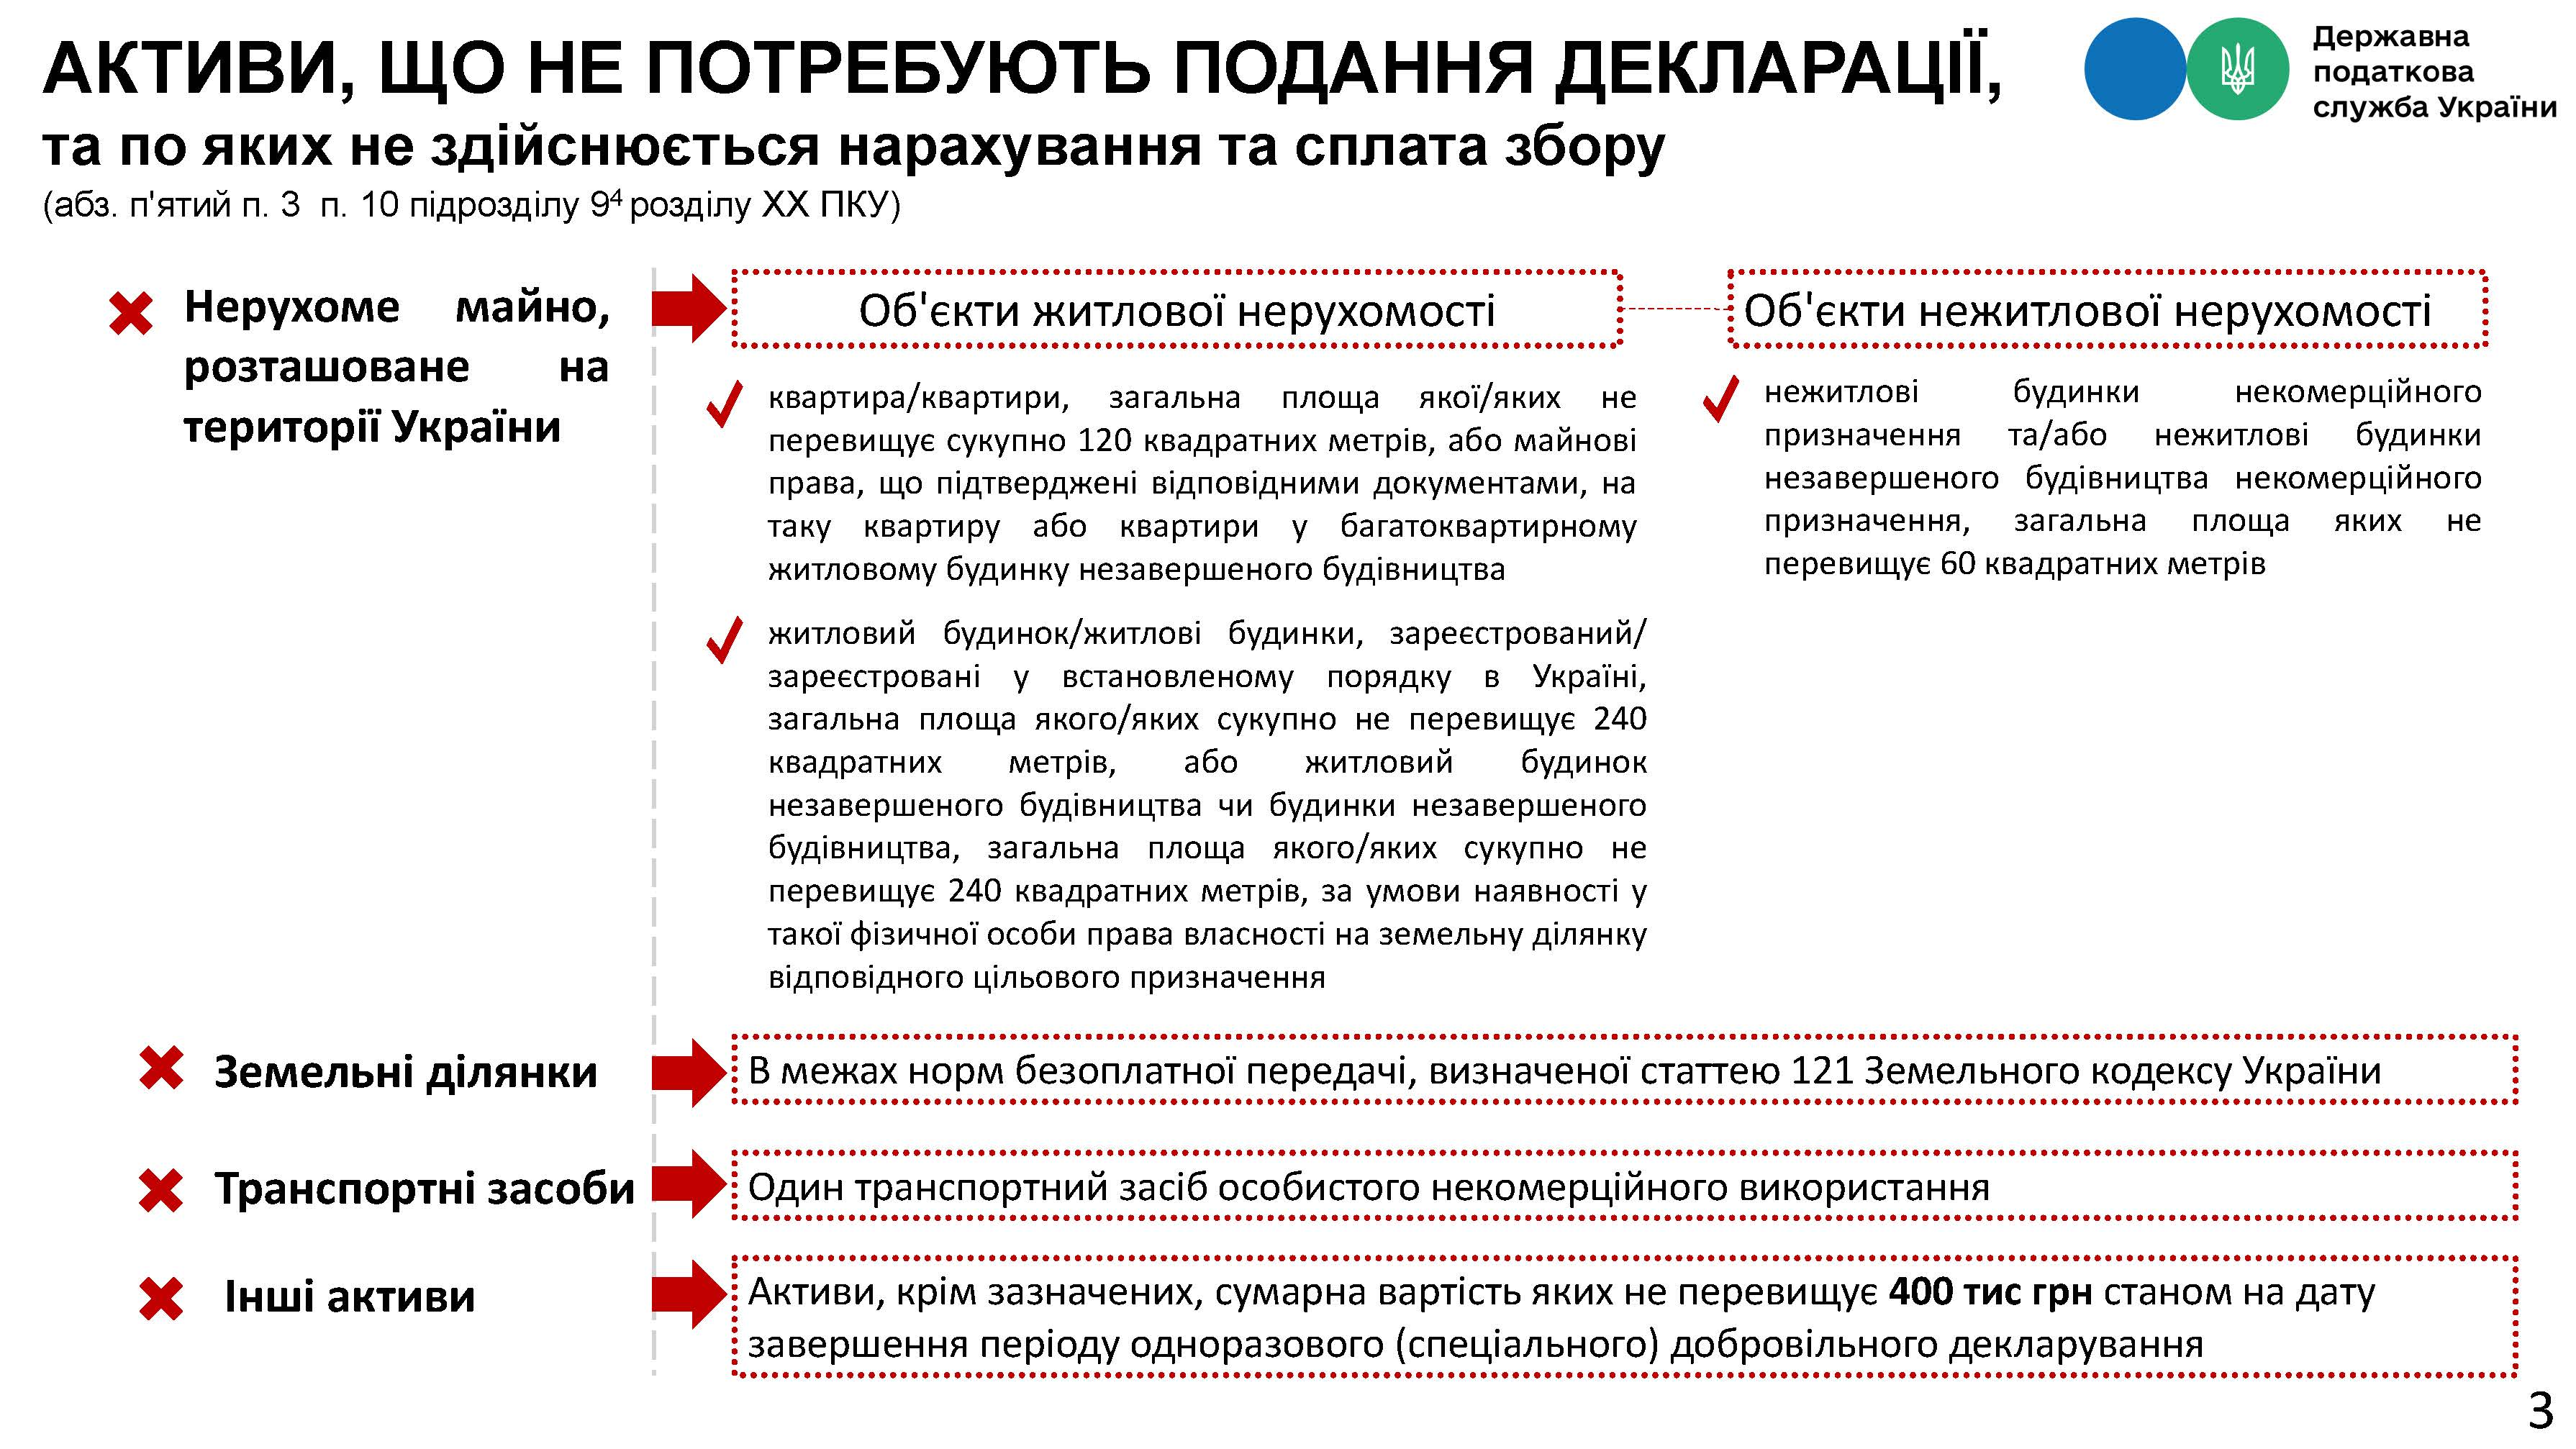 АКТИВИ, ЩО НЕ ПОТРЕБУЮТЬ ПОДАННЯ ДЕКЛАРАЦІЇ,
та по яких не здійснюється нарахування та сплата збору
(абз. п'ятий п. 3 п. 10 підрозділу 9⁴ розділу ХХ ПКУ)
Державна
податкова
служба України
Нерухоме майно,
розташоване на
території України
Об'єкти житлової нерухомості
квартира/квартири, загальна площа якої/яких не
перевищує сукупно 120 квадратних метрів, або майнові
права, що підтверджені відповідними документами, на
таку квартиру або квартири у багатоквартирному
житловому будинку незавершеного будівництва
житловий будинок/житлові будинки, зареєстрований/
зареєстровані у встановленому порядку в Україні,
загальна площа якого/яких сукупно не перевищує 240
квадратних метрів, або житловий будинок
незавершеного будівництва чи будинки незавершеного
будівництва, загальна площа якого/яких сукупно не
перевищує 240 квадратних метрів, за умови наявності у
такої фізичної особи права власності на земельну ділянку
відповідного цільового призначення
Об'єкти нежитлової нерухомості
нежитлові будинки некомерційного
призначення та/або нежитлові будинки
незавершеного будівництва некомерційного
призначення, загальна площа яких не
перевищує 60 квадратних метрів
Земельні ділянки
В межах норм безоплатної передачі, визначеної статтею 121 Земельного кодексу України
Транспортні засоби
Один транспортний засіб особистого некомерційного використання
Інші активи
Активи, крім зазначених, сумарна вартість яких не перевищує 400 тис грн станом на дату
завершення періоду одноразового (спеціального) добровільного декларування
3